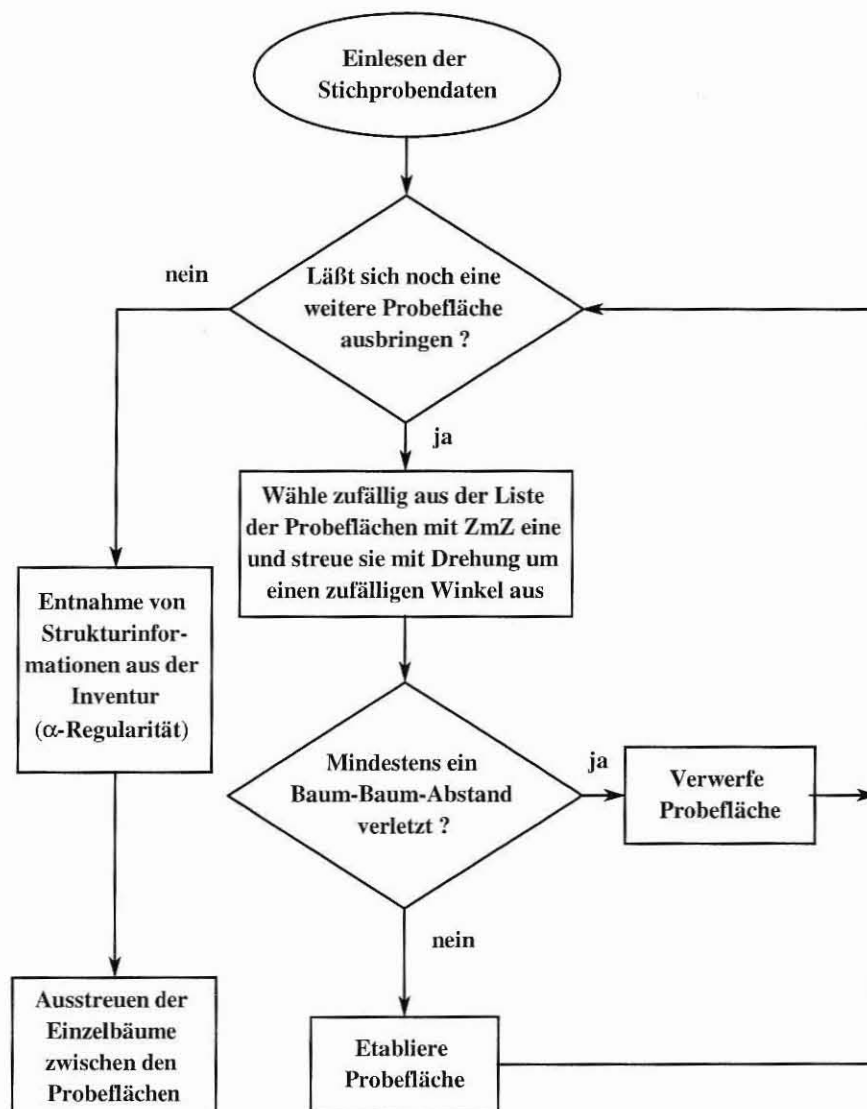 Einlesen der
Stichprobendaten
nein
Läßt sich noch eine
weitere Probefläche
ausbringen ?
ja
Wähle zufällig aus der Liste
der Probeflächen mit ZmZ eine
und streue sie mit Drehung um
einen zufälligen Winkel aus
Entnahme von
Strukturinfor-
mationen aus der
Inventur
(α-Regularität)
Mindestens ein
Baum-Baum-Abstand
verletzt ?
ja
Verwerfe
Probefläche
nein
Ausstreuen der
Einzelbäume
zwischen den
Probeflächen
Etabliere
Probefläche